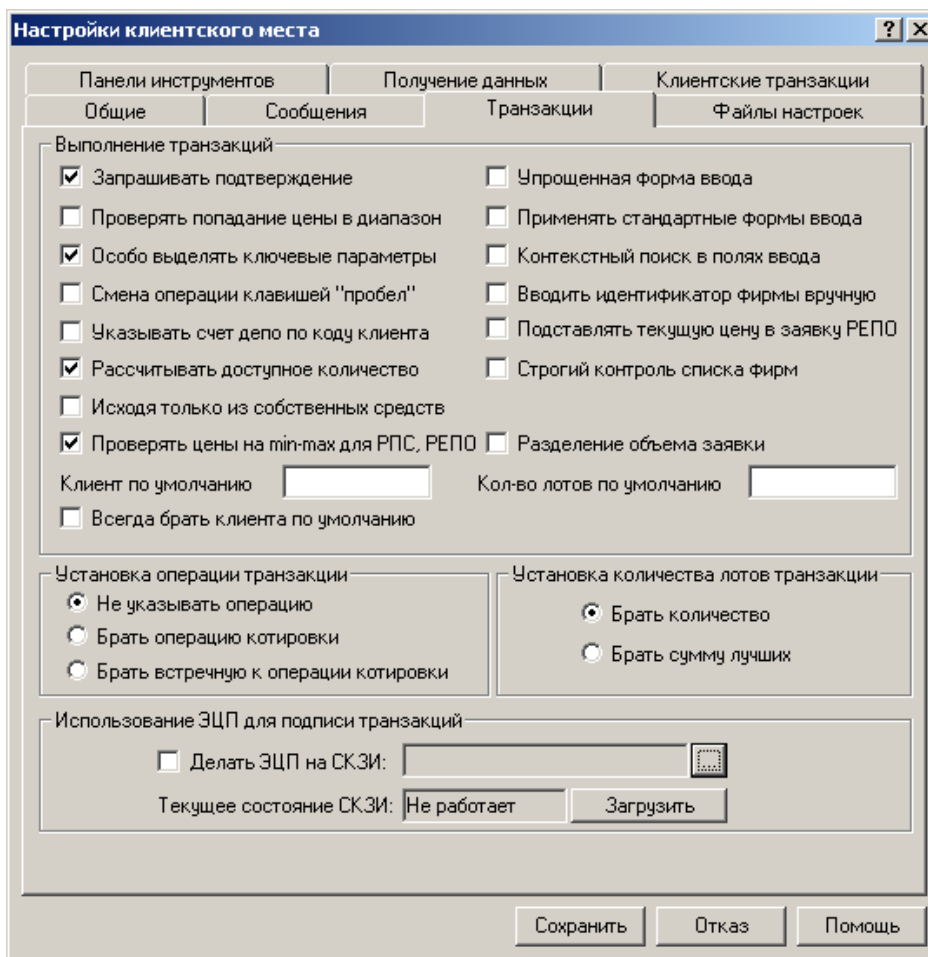 Настройки клиентского места
Панели инструментов Получение данных Клиентские транзакции
Общие Сообщения Транзакции Файлы настроек
Выполнение транзакций
Запрашивать подтверждение Упрощенная форма ввода
Проверять попадание цены в диапазон Применять стандартные формы ввода
Особо выделять ключевые параметры Контекстный поиск в полях ввода
Смена операции клавишей "пробел" Вводить идентификатор фирмы вручную
Указывать счет депо по коду клиента Подставлять текущую цену в заявку РЕПО
Рассчитывать доступное количество Строгий контроль списка фирм
Исходя только из собственных средств
Проверять цены на min-max для РПС, РЕПО Разделение объема заявки
Клиент по умолчанию Кол-во лотов по умолчанию
Всегда брать клиента по умолчанию
Установка операции транзакции Установка количества лотов транзакции
Не указывать операцию Брать количество
Брать операцию котировки Брать сумму лучших
Брать встречную к операции котировки
Использование ЭЦП для подписи транзакций
Делать ЭЦП на СКЗИ: ...
Текущее состояние СКЗИ: Не работает Загрузить
Сохранить Отказ Помощь